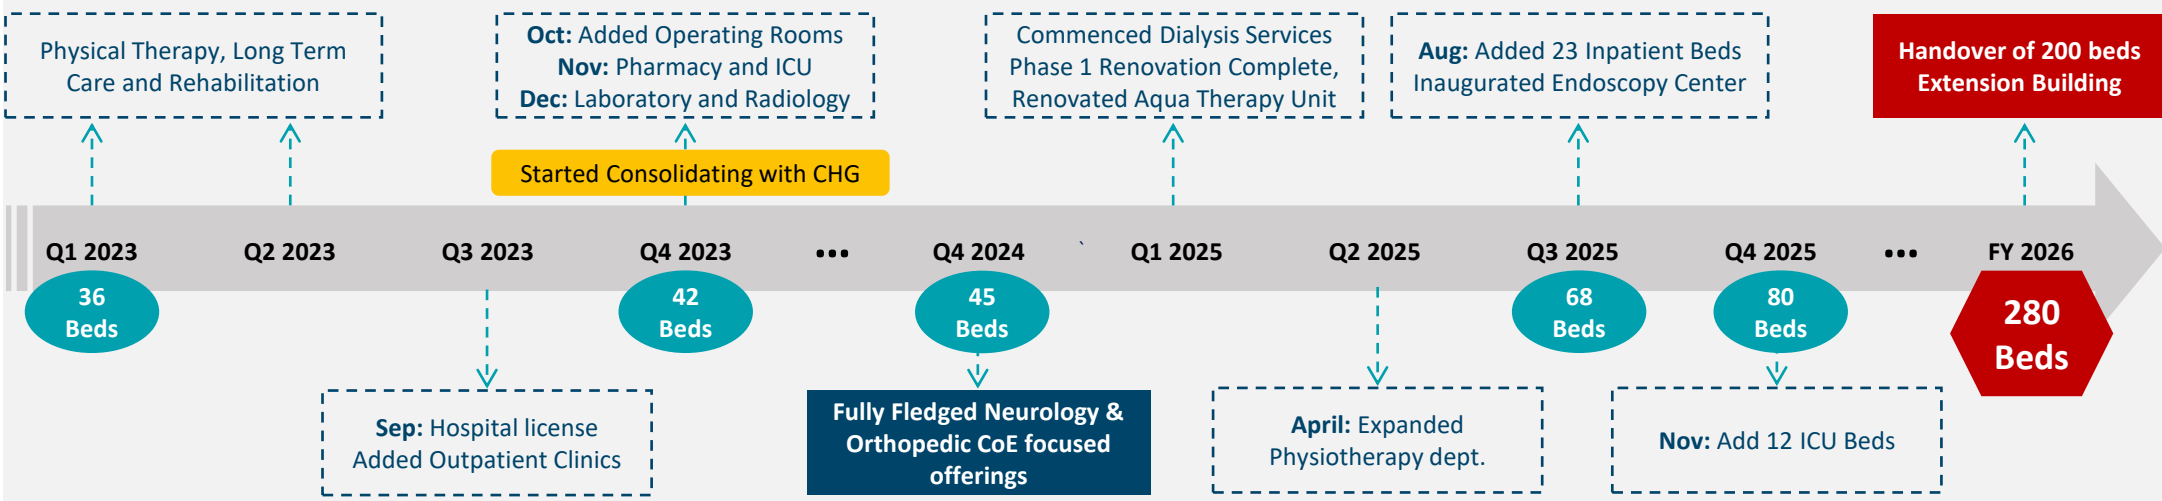 Physical Therapy, Long Term
Care and Rehabilitation
Oct: Added Operating Rooms
Nov: Pharmacy and ICU
Dec: Laboratory and Radiology
Commenced Dialysis Services
Phase 1 Renovation Complete,
Renovated Aqua Therapy Unit
Aug: Added 23 Inpatient Beds
Inaugurated Endoscopy Center
Handover of 200 beds
Extension Building
Started Consolidating with CHG
Q1 2023
Q2 2023
Q3 2023
Q4 2023
...
Q4 2024
`
Q1 2025
Q2 2025
Q3 2025
Q4 2025
...
FY 2026
36
Beds
42
Beds
45
Beds
68
Beds
80
Beds
280
Beds
Sep: Hospital license
Added Outpatient Clinics
Fully Fledged Neurology &
Orthopedic CoE focused
offerings
April: Expanded
Physiotherapy dept.
Nov: Add 12 ICU Beds